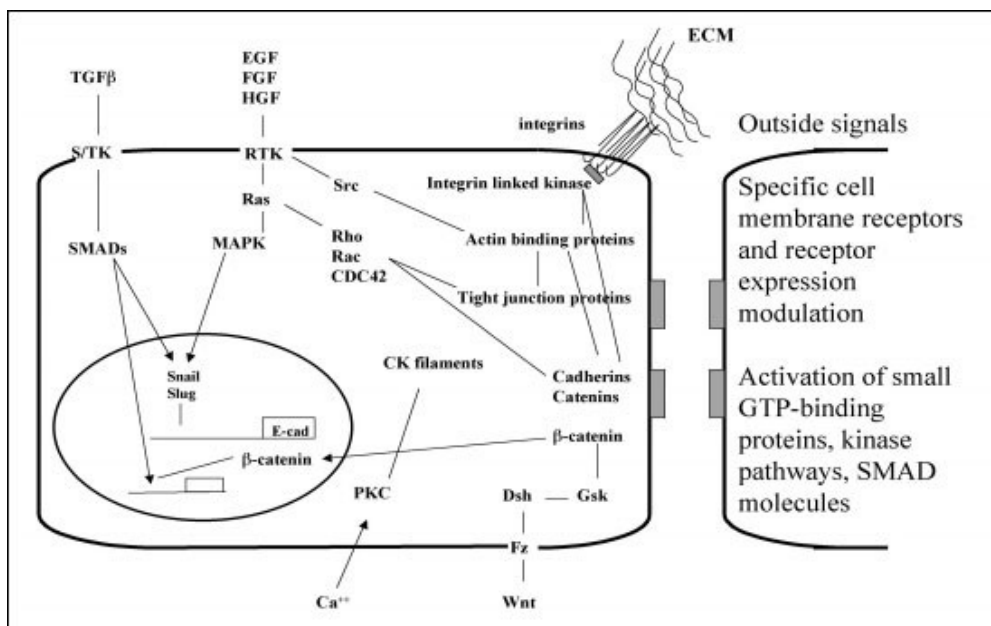 TGFβ
S/TK
SMADs
EGF
FGF
HGF
RTK
Ras
MAPK
Src
Rho
Rac
CDC42
integrins
ECM
Integrin linked kinase
Actin binding proteins
Tight junction proteins
CK filaments
Cadherins
Catenins
β-catenin
Snail
Slug
E-cad
β-catenin
PKC
Dsh
Gsk
Fz
Ca++
Wnt
Outside signals
Specific cell
membrane receptors
and receptor
expression
modulation
Activation of small
GTP-binding
proteins, kinase
pathways, SMAD
molecules